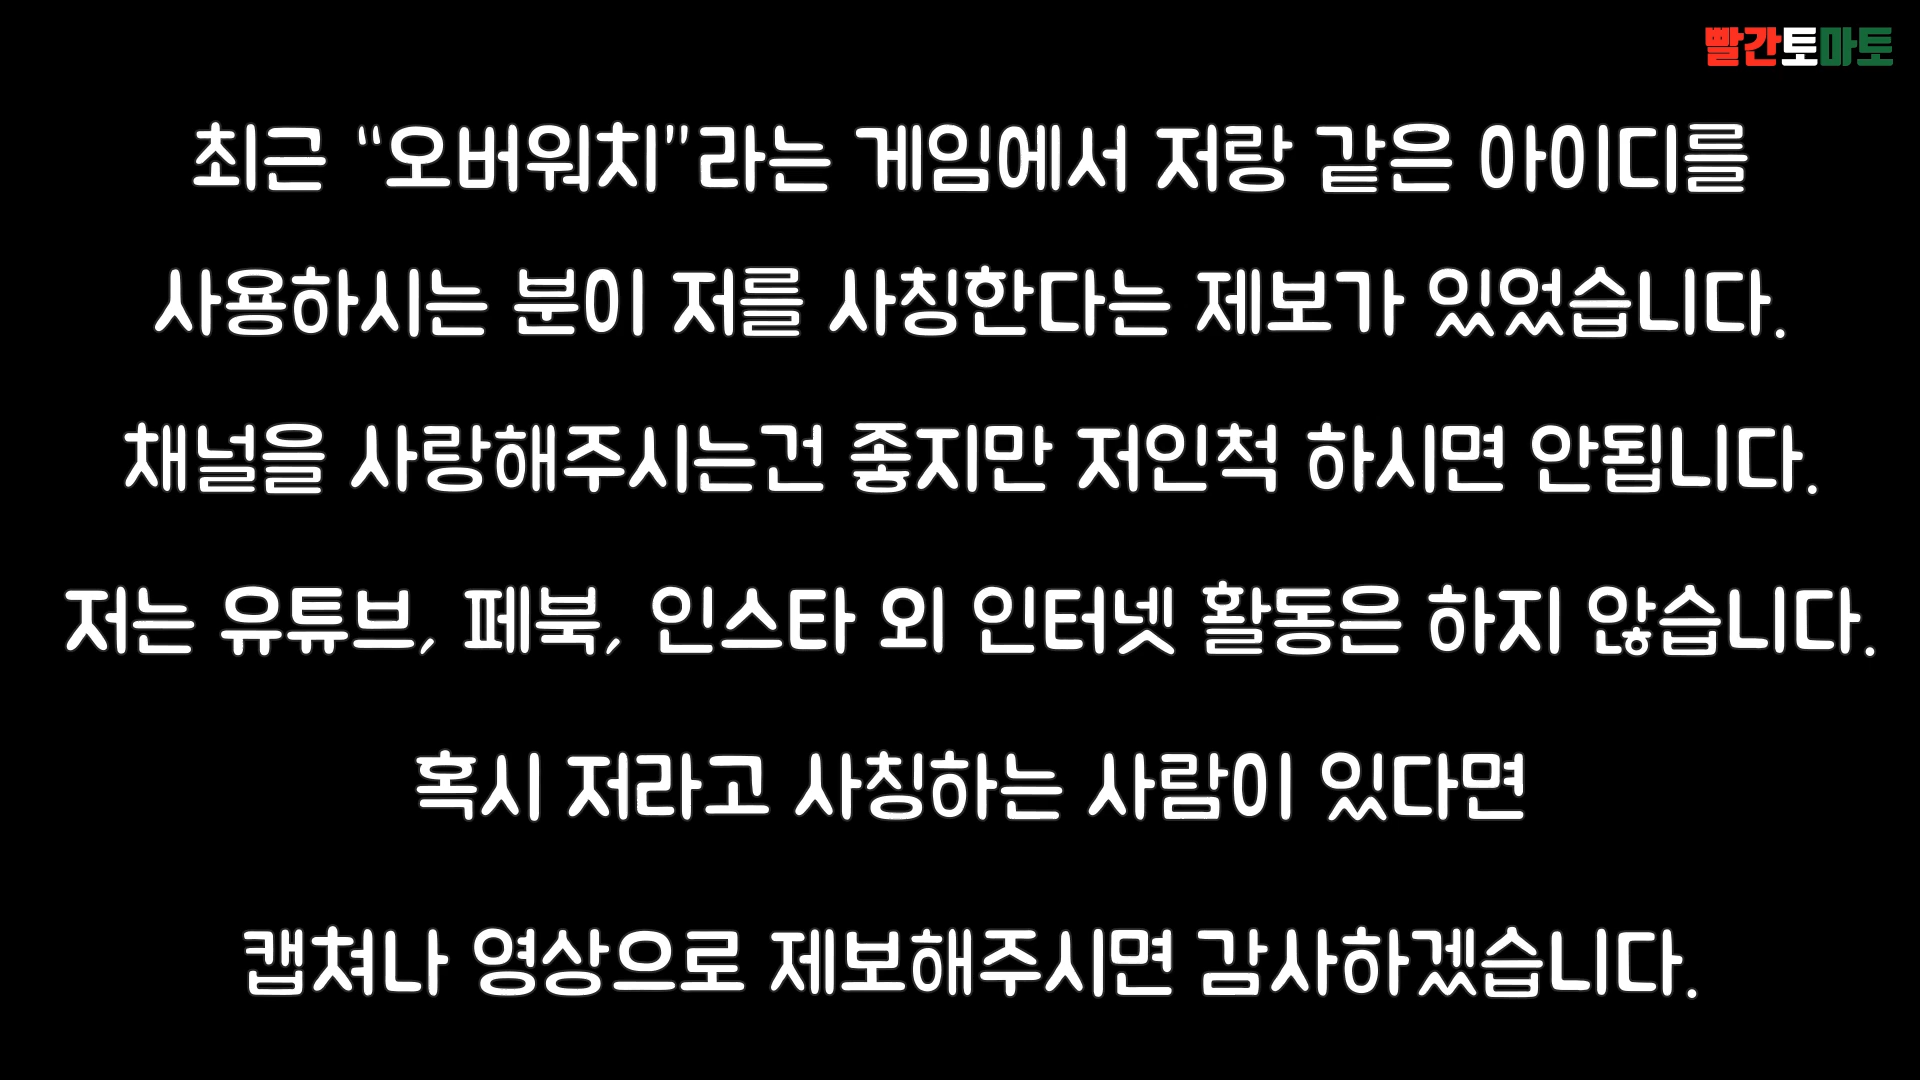 빨간토마토
최근 “오버워치”라는 게임에서 저랑 같은 아이디를
사용하시는 분이 저를 사칭한다는 제보가 있었습니다.
채널을 사랑해주시는건 좋지만 저인척 하시면 안됩니다.
저는 유튜브, 페북, 인스타 외 인터넷 활동은 하지 않습니다.
혹시 저라고 사칭하는 사람이 있다면
캡쳐나 영상으로 제보해주시면 감사하겠습니다.